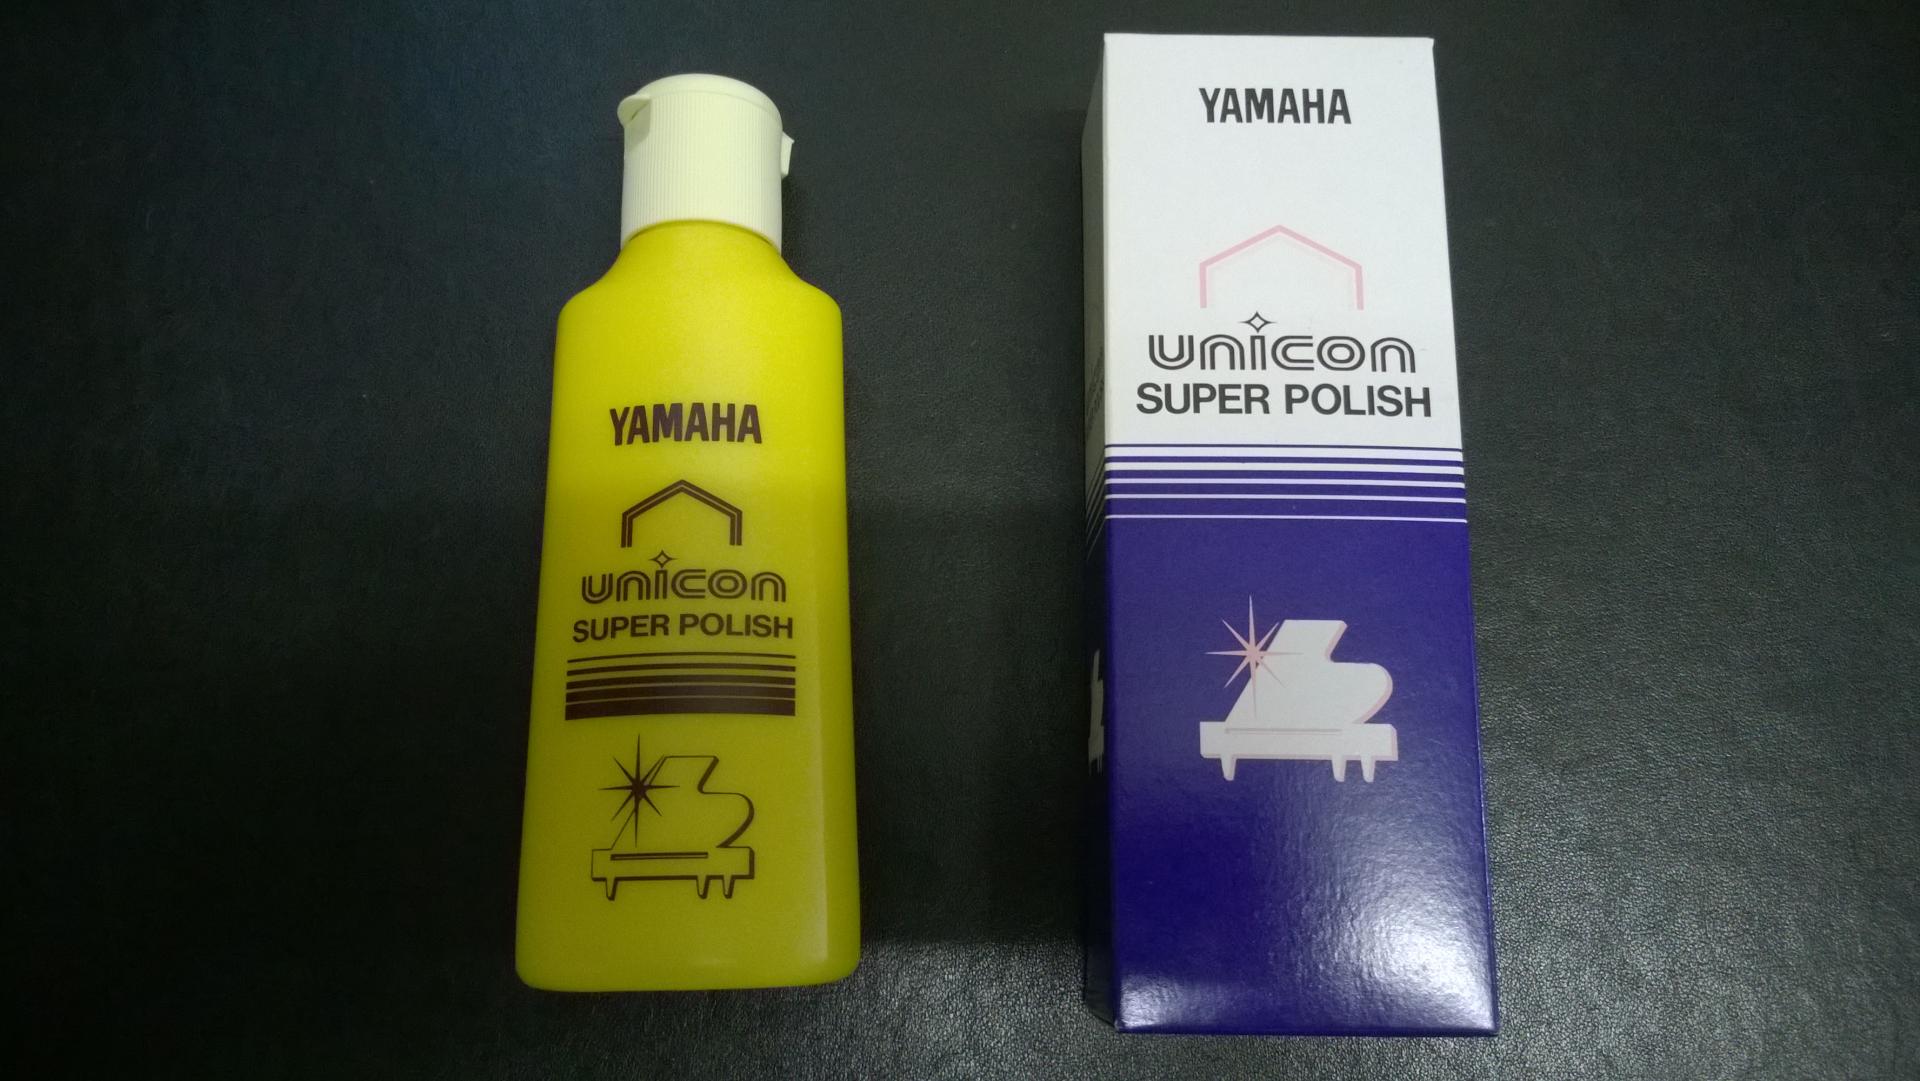 YAMAHA
unicon
SUPER POLISH
YAMAHA
unicon
SUPER POLISH